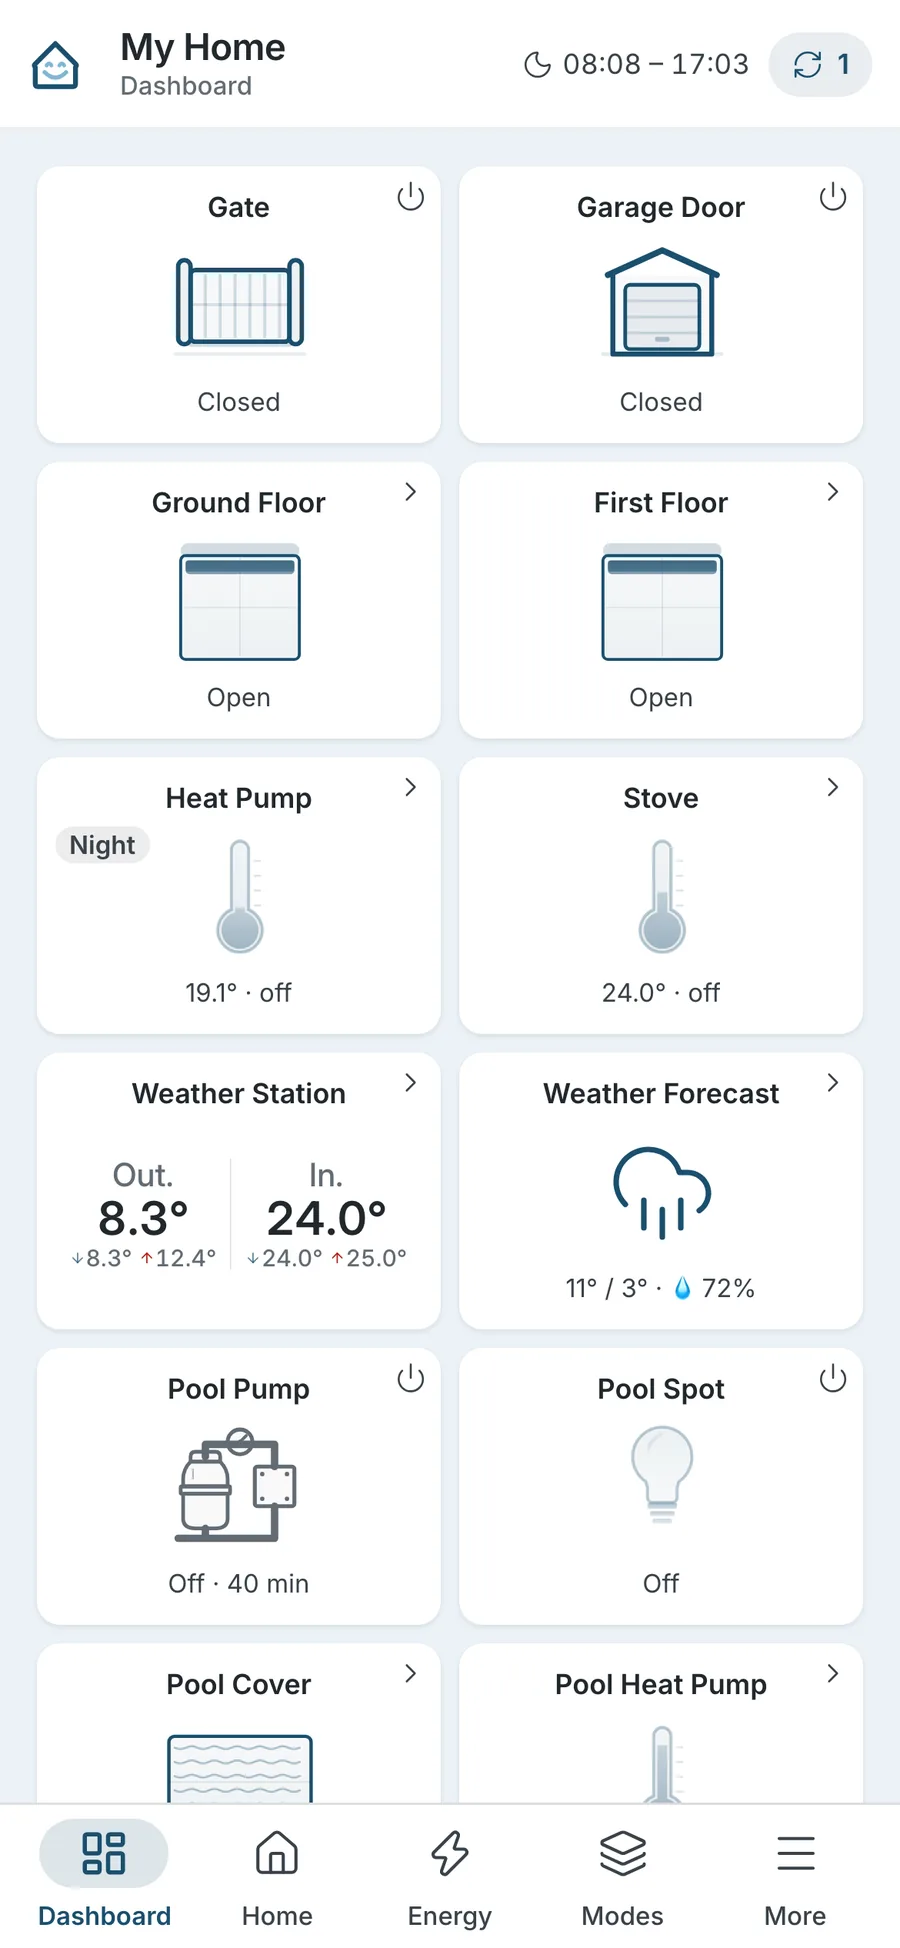 My Home
Dashboard
08:08 – 17:03
1
Gate
Closed
Garage Door
Closed
Ground Floor
Open
First Floor
Open
Heat Pump
Night
19.1° · off
Stove
24.0° · off
Weather Station
Out. In.
8.3° 24.0°
↓8.3° ↑12.4° ↓24.0° ↑25.0°
Weather Forecast
11° / 3° · 💧 72%
Pool Pump
Off · 40 min
Pool Spot
Off
Pool Cover
Pool Heat Pump
Dashboard Home Energy Modes More